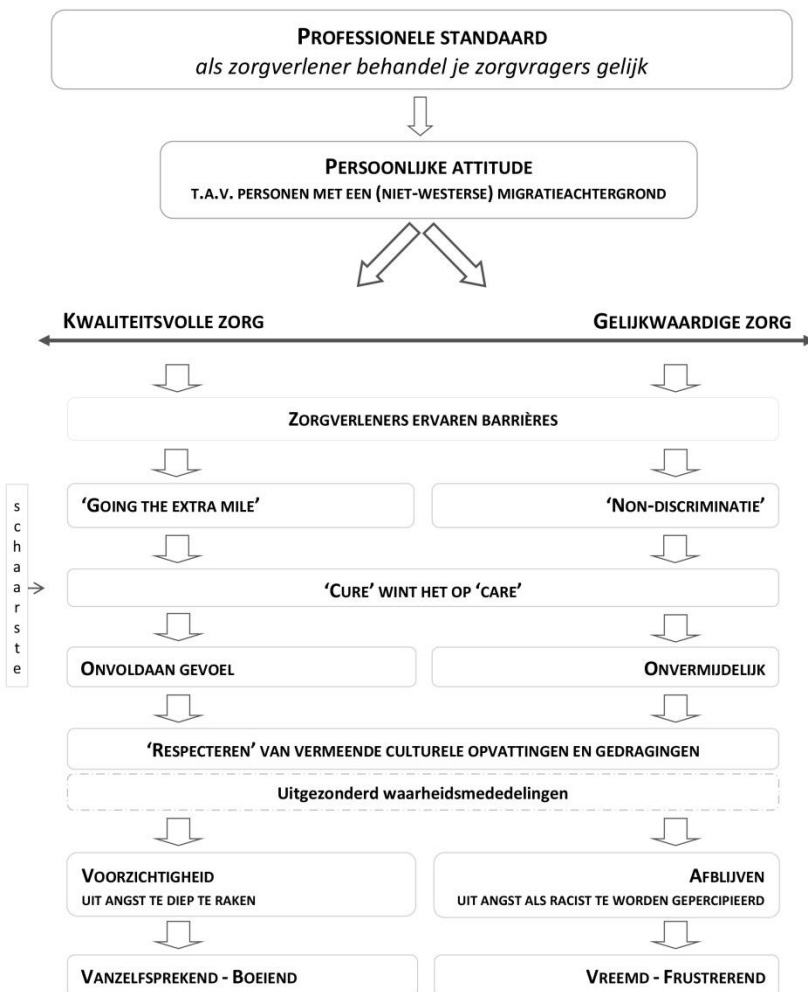 PROFESSIONELE STANDAARD
als zorgverlener behandel je zorgvragers gelijk
PERSOONLIJKE ATTITUDE
T.A.V. PERSONEN MET EEN (NIET-WESTERSE) MIGRATIEACHTERGROND
KWALITEITSVOLLE ZORG
GELIJKWAARDIGE ZORG
ZORGVERLENERS ERVAREN BARRIÈRES
schaarste
‘GOING THE EXTRA MILE’
‘NON-DISCRIMINATIE’
‘CURE’ WINT HET OP ‘CARE’
ONVOLDAAN GEVOEL
ONVERMIJDELIJK
‘RESPECTEREN’ VAN VERMEENDE CULTURELE OPVATTINGEN EN GEDRAGINGEN
Uitgezonderd waarheidsmededelingen
VOORZICHTIGHEID
UIT ANGST TE DIEP TE RAKEN
AFBLIJVEN
UIT ANGST ALS RACIST TE WORDEN GEPERCIPIEERD
VANZELFSPREKEND - BOEIEND
VREEMD - FRUSTREREND